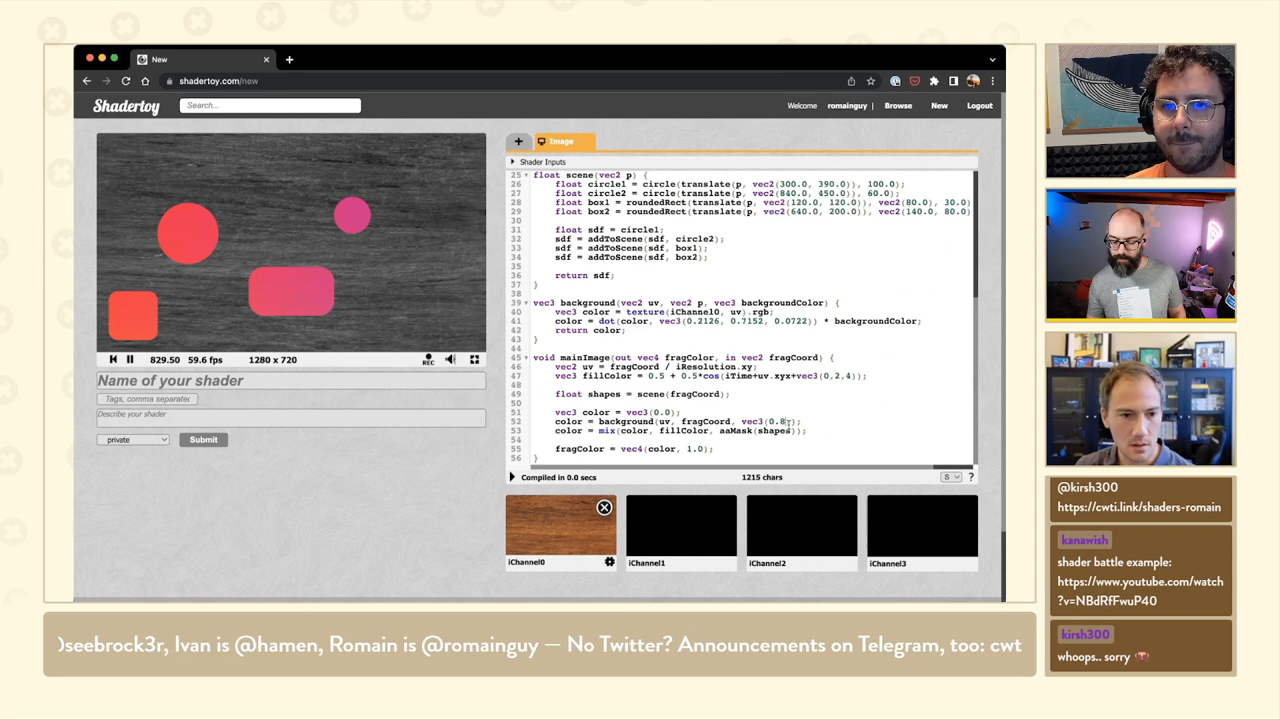 New
shadertoy.com/new
Shadertoy
Search...
Welcome romainguy | Browse New Logout
Image
Shader Inputs
25 float scene(vec2 p) {
26 float circle1 = circle(translate(p, vec2(300.0, 390.0)), 100.0);
27 float circle2 = circle(translate(p, vec2(840.0, 450.0)), 60.0);
28 float box1 = roundedRect(translate(p, vec2(120.0, 120.0)), vec2(80.0), 30.0)
29 float box2 = roundedRect(translate(p, vec2(640.0, 200.0)), vec2(140.0, 80.0)
30
31 float sdf = circle1;
32 sdf = addToScene(sdf, circle2);
33 sdf = addToScene(sdf, box1);
34 sdf = addToScene(sdf, box2);
35
36 return sdf;
37 }
38
39 vec3 background(vec2 uv, vec2 p, vec3 backgroundColor) {
40 vec3 color = texture(iChannel0, uv).rgb;
41 color = dot(color, vec3(0.2126, 0.7152, 0.0722)) * backgroundColor;
42 return color;
43 }
44
45 void mainImage(out vec4 fragColor, in vec2 fragCoord) {
46 vec2 uv = fragCoord / iResolution.xy;
47 vec3 fillColor = 0.5 + 0.5*cos(iTime+uv.xyx+vec3(0,2,4));
48
49 float shapes = scene(fragCoord);
50
51 vec3 color = vec3(0.0);
52 color = background(uv, fragCoord, vec3(0.8));
53 color = mix(color, fillColor, aaMask(shapes));
54
55 fragColor = vec4(color, 1.0);
56 }
829.50 59.6 fps 1280 x 720
REC
Name of your shader
Tags, comma separated
Describe your shader
private
Submit
Compiled in 0.0 secs
1215 chars
S
?
iChannel0
iChannel1
iChannel2
iChannel3
@kirsh300
https://cwti.link/shaders-romain
kanawish
shader battle example:
https://www.youtube.com/watch
?v=NBdRfFwuP40
kirsh300
whoops.. sorry
seebrock3r, Ivan is @hamen, Romain is @romainguy — No Twitter? Announcements on Telegram, too: cwt